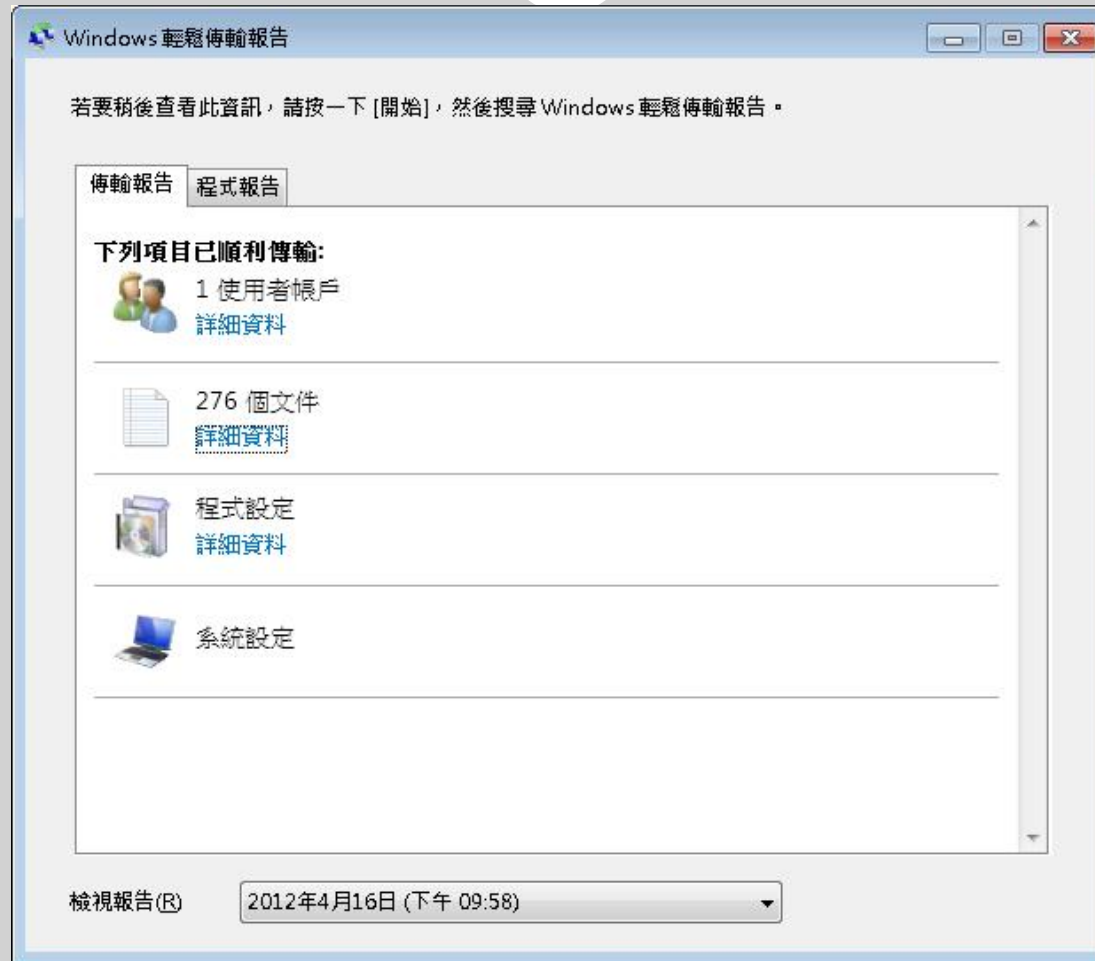 Windows 輕鬆傳輸報告
若要稍後查看此資訊，請按一下 [開始]，然後搜尋 Windows 輕鬆傳輸報告。
傳輸報告 程式報告
下列項目已順利傳輸:
1 使用者帳戶
詳細資料
276 個文件
詳細資料
程式設定
詳細資料
系統設定
檢視報告(R) 2012年4月16日 (下午 09:58)